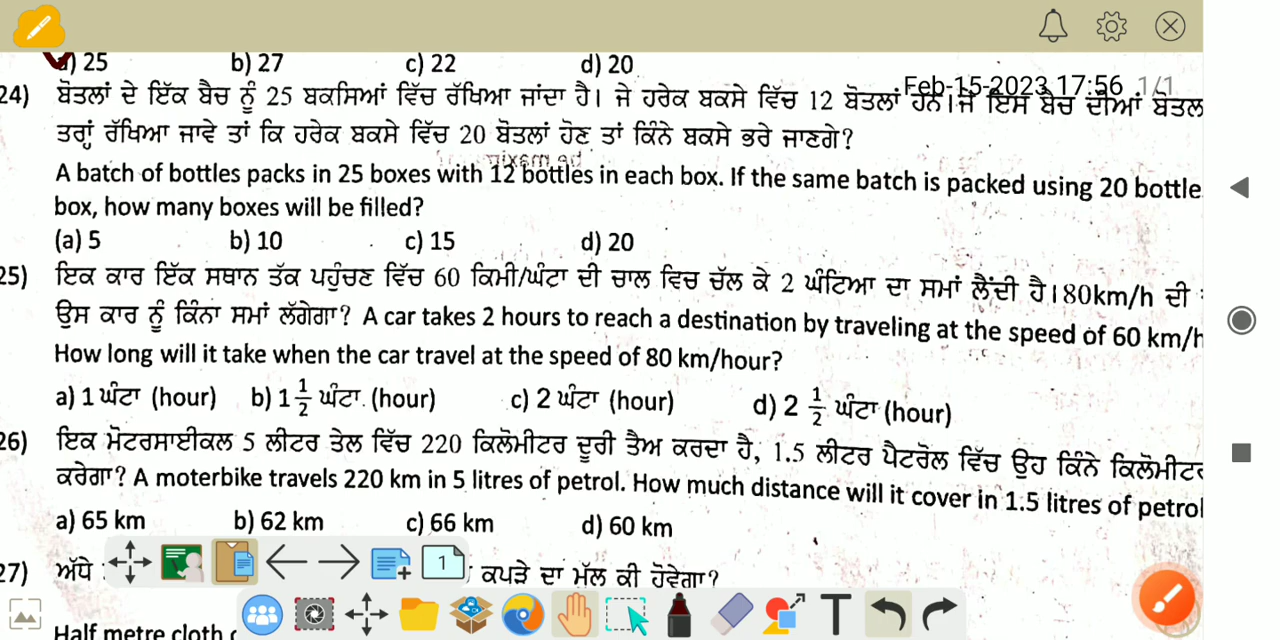 a) 25 b) 27 c) 22 d) 20
Feb-15-2023 17:56 1/1
24) ਬੋਤਲਾਂ ਦੇ ਇੱਕ ਬੈਚ ਨੂੰ 25 ਬਕਸਿਆਂ ਵਿੱਚ ਰੱਖਿਆ ਜਾਂਦਾ ਹੈ। ਜੇ ਹਰੇਕ ਬਕਸੇ ਵਿੱਚ 12 ਬੋਤਲਾਂ ਹਨ।ਜੇ ਇਸ ਬੈਚ ਦੀਆਂ ਬੋਤਲ
ਤਰ੍ਹਾਂ ਰੱਖਿਆ ਜਾਵੇ ਤਾਂ ਕਿ ਹਰੇਕ ਬਕਸੇ ਵਿੱਚ 20 ਬੋਤਲਾਂ ਹੋਣ ਤਾਂ ਕਿੰਨੇ ਬਕਸੇ ਭਰੇ ਜਾਣਗੇ?
A batch of bottles packs in 25 boxes with 12 bottles in each box. If the same batch is packed using 20 bottle
box, how many boxes will be filled?
(a) 5 b) 10 c) 15 d) 20
25) ਇਕ ਕਾਰ ਇੱਕ ਸਥਾਨ ਤੱਕ ਪਹੁੰਚਣ ਵਿੱਚ 60 ਕਿਮੀ/ਘੰਟਾ ਦੀ ਚਾਲ ਵਿਚ ਚੱਲ ਕੇ 2 ਘੰਟਿਆ ਦਾ ਸਮਾਂ ਲੈਂਦੀ ਹੈ।80km/h ਦੀ
ਉਸ ਕਾਰ ਨੂੰ ਕਿੰਨਾ ਸਮਾਂ ਲੱਗੇਗਾ? A car takes 2 hours to reach a destination by traveling at the speed of 60 km/h
How long will it take when the car travel at the speed of 80 km/hour?
a) 1 ਘੰਟਾ (hour) b) 1 1/2 ਘੰਟਾ (hour) c) 2 ਘੰਟਾ (hour) d) 2 1/2 ਘੰਟਾ (hour)
26) ਇਕ ਮੋਟਰਸਾਈਕਲ 5 ਲੀਟਰ ਤੇਲ ਵਿੱਚ 220 ਕਿਲੋਮੀਟਰ ਦੂਰੀ ਤੈਅ ਕਰਦਾ ਹੈ, 1.5 ਲੀਟਰ ਪੈਟਰੋਲ ਵਿੱਚ ਉਹ ਕਿੰਨੇ ਕਿਲੋਮੀਟਰ
ਕਰੇਗਾ? A moterbike travels 220 km in 5 litres of petrol. How much distance will it cover in 1.5 litres of petrol
a) 65 km b) 62 km c) 66 km d) 60 km
1
27) ਅੱਧੇ ਕਪੜੇ ਦਾ ਮੁੱਲ ਕੀ ਹੋਵੇਗਾ?
T
Half metre cloth